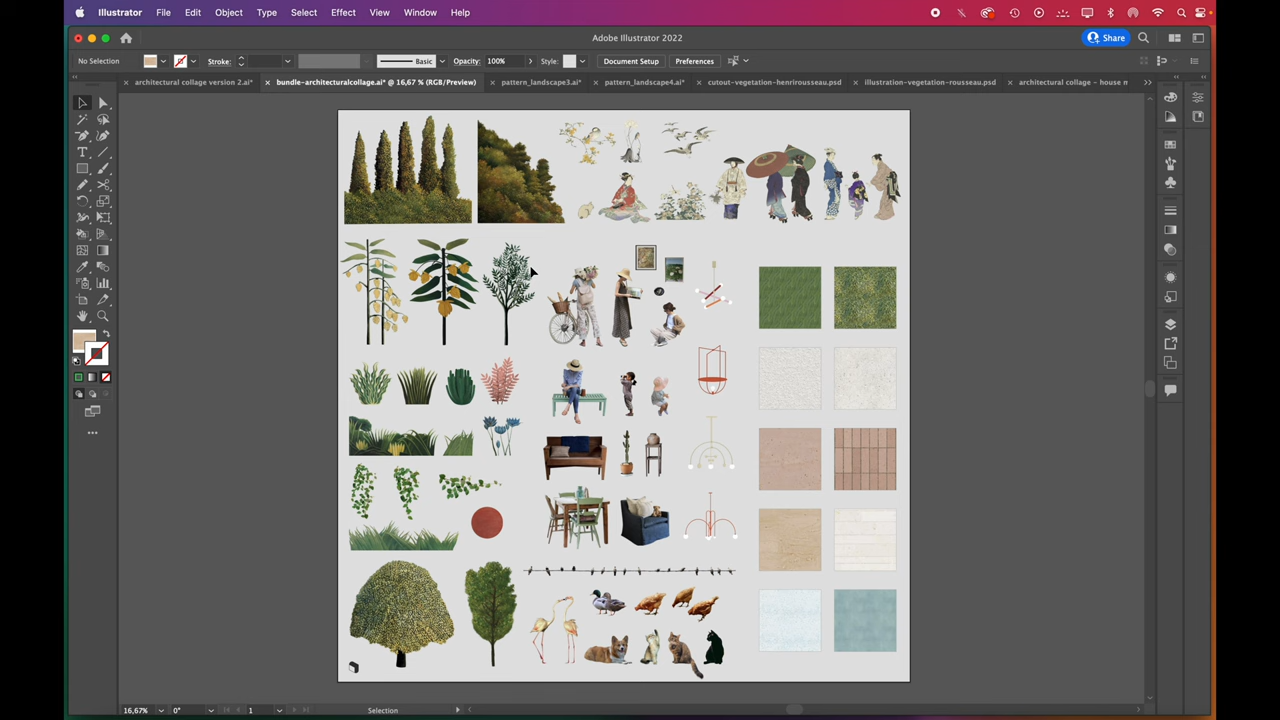 Illustrator File Edit Object Type Select Effect View Window Help
Adobe Illustrator 2022
Share
No Selection Stroke: Basic Opacity: 100% Style: Document Setup Preferences
architectural collage version 2.ai* bundle-architecturalcollage.ai* @ 16,67 % (RGB/Preview) pattern_landscape3.ai* pattern_landscape4.ai* cutout-vegetation-henrirousseau.psd illustration-vegetation-rousseau.psd architectural collage - house m
16,67% 0° 1 Selection